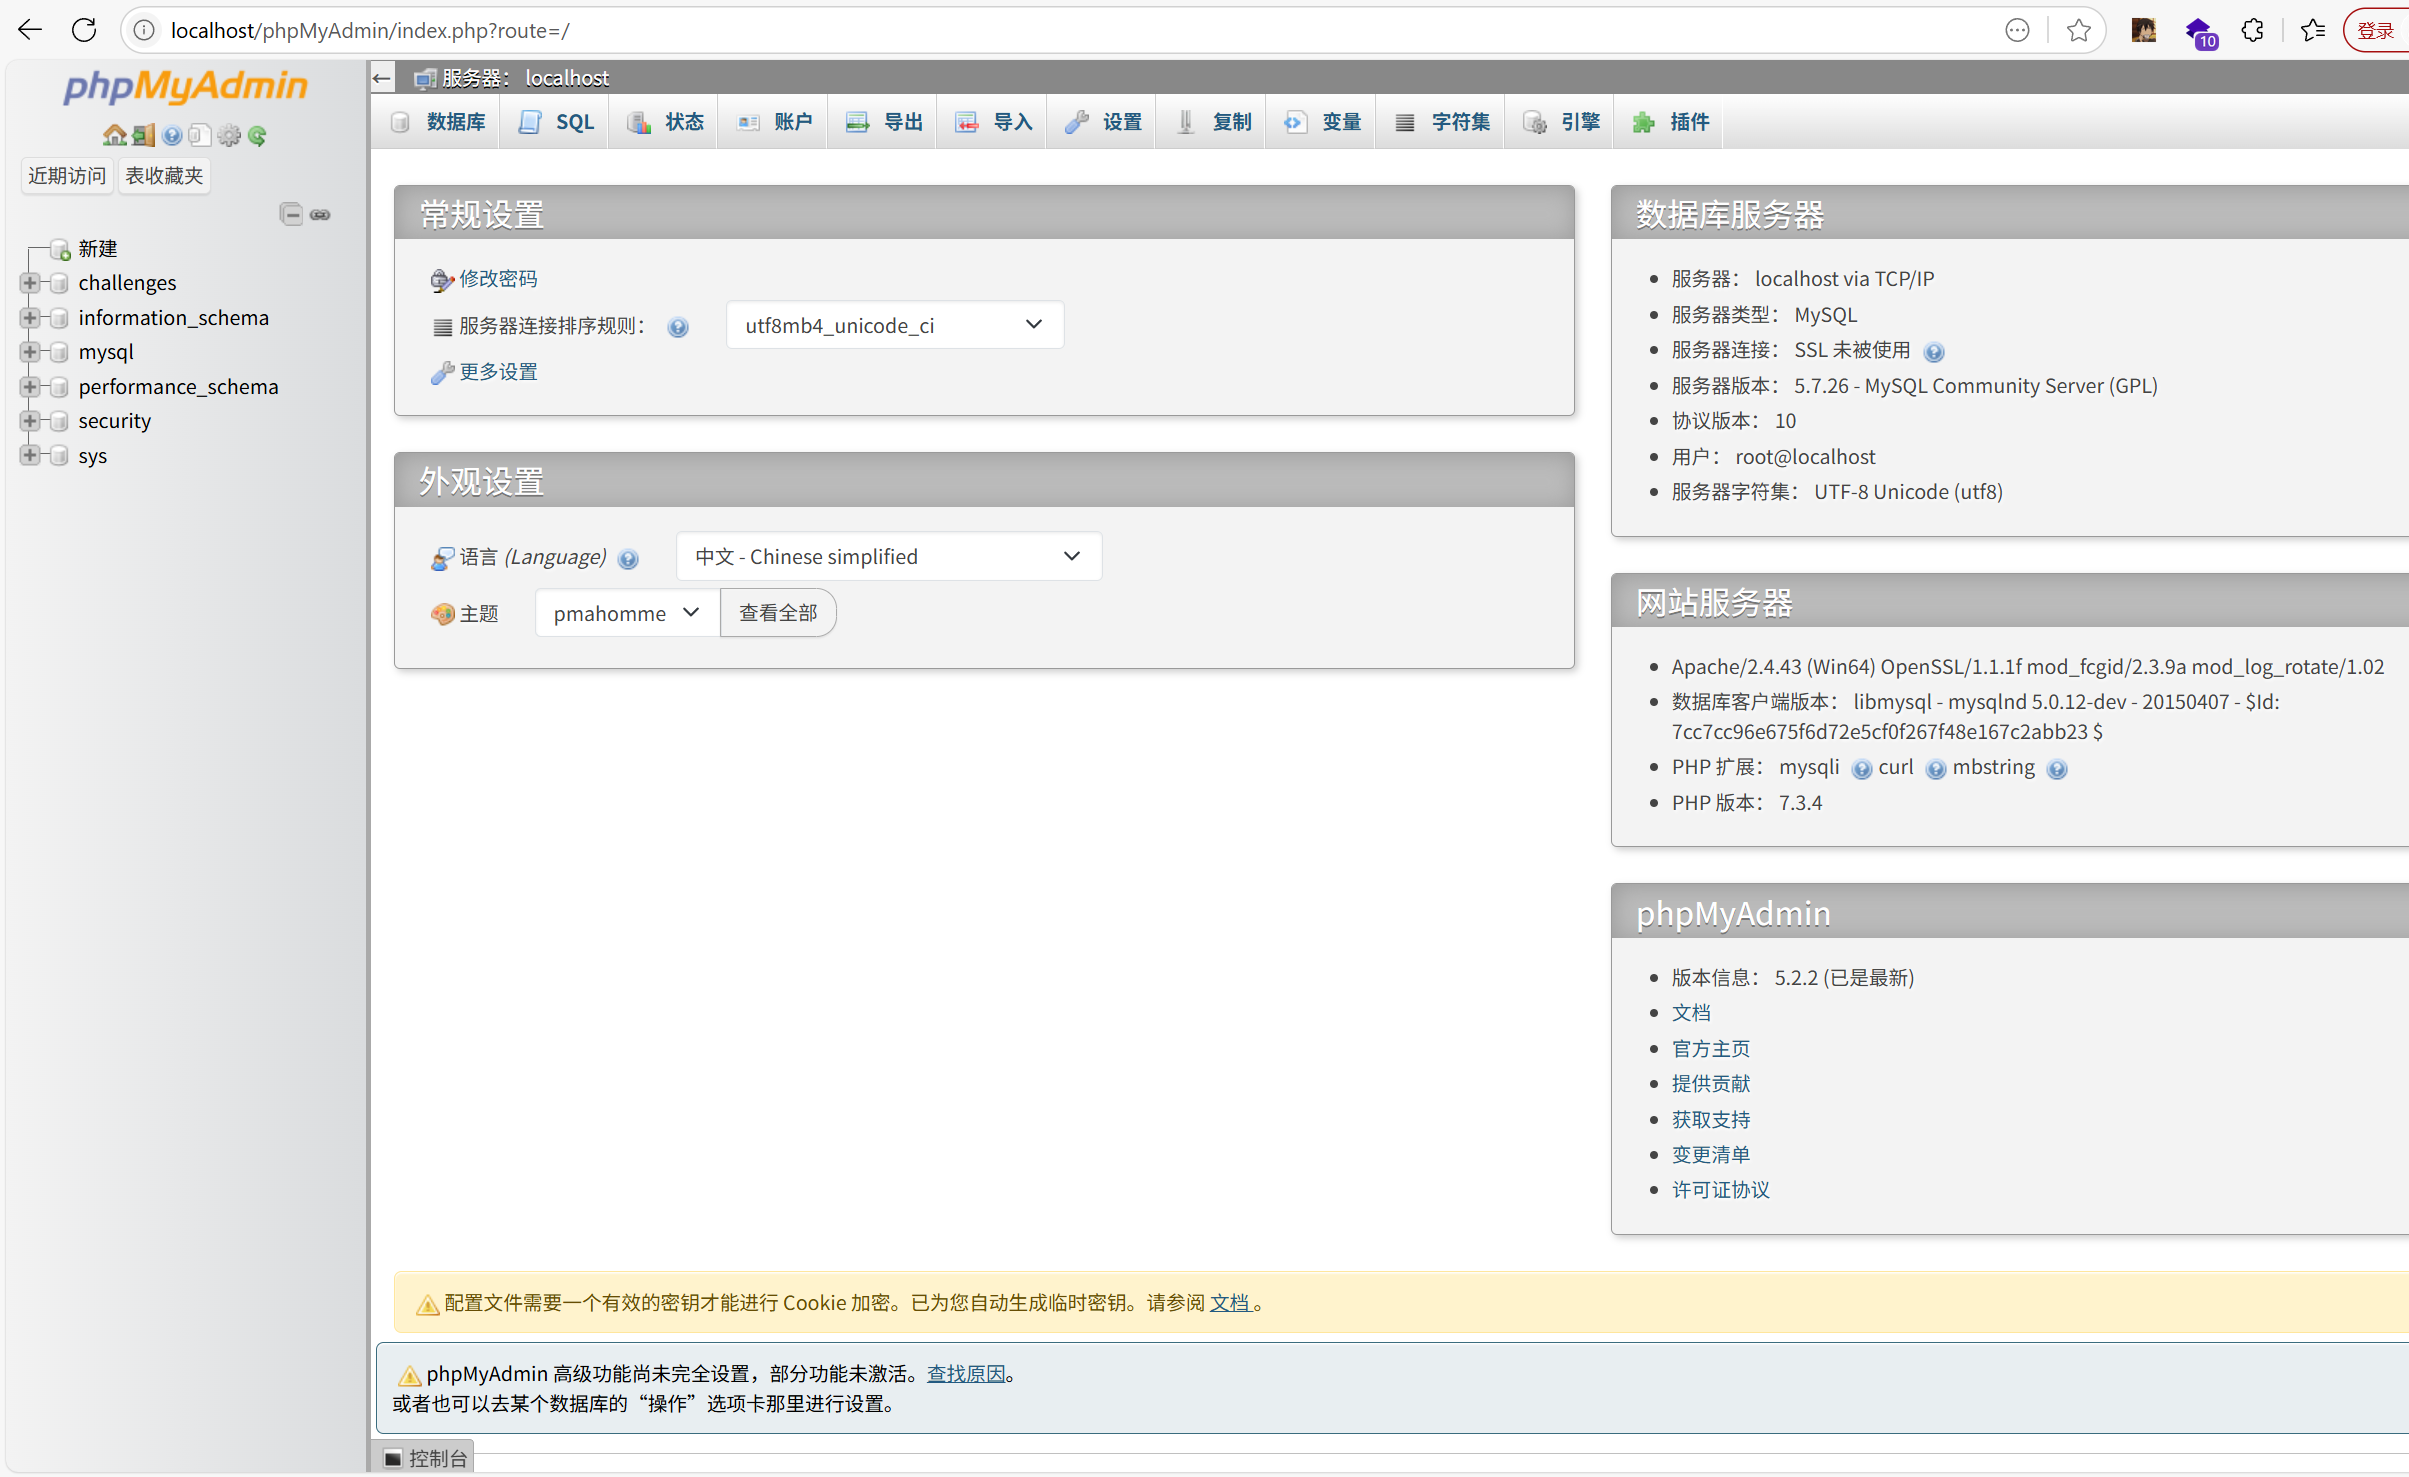 localhost/phpMyAdmin/index.php?route=/
10
登录
phpMyAdmin
近期访问 表收藏夹
新建
challenges
information_schema
mysql
performance_schema
security
sys
服务器： localhost
数据库 SQL 状态 账户 导出 导入 设置 复制 变量 字符集 引擎 插件
常规设置
修改密码
服务器连接排序规则： utf8mb4_unicode_ci
更多设置
外观设置
语言 (Language) 中文 - Chinese simplified
主题 pmahomme 查看全部
数据库服务器
服务器： localhost via TCP/IP
服务器类型： MySQL
服务器连接： SSL 未被使用
服务器版本： 5.7.26 - MySQL Community Server (GPL)
协议版本： 10
用户： root@localhost
服务器字符集： UTF-8 Unicode (utf8)
网站服务器
Apache/2.4.43 (Win64) OpenSSL/1.1.1f mod_fcgid/2.3.9a mod_log_rotate/1.02
数据库客户端版本： libmysql - mysqlnd 5.0.12-dev - 20150407 - $Id:
7cc7cc96e675f6d72e5cf0f267f48e167c2abb23 $
PHP 扩展： mysqli curl mbstring
PHP 版本： 7.3.4
phpMyAdmin
版本信息： 5.2.2 (已是最新)
文档
官方主页
提供贡献
获取支持
变更清单
许可证协议
配置文件需要一个有效的密钥才能进行 Cookie 加密。已为您自动生成临时密钥。请参阅 文档 。
phpMyAdmin 高级功能尚未完全设置，部分功能未激活。查找原因。
或者也可以去某个数据库的“操作”选项卡那里进行设置。
控制台